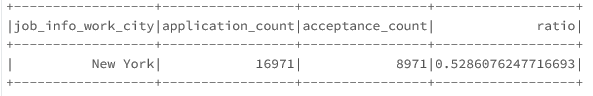 +------------------+-----------------+----------------+------------------+
|job_info_work_city|application_count|acceptance_count|             ratio|
+------------------+-----------------+----------------+------------------+
|          New York|            16971|            8971|0.5286076247716693|
+------------------+-----------------+----------------+------------------+